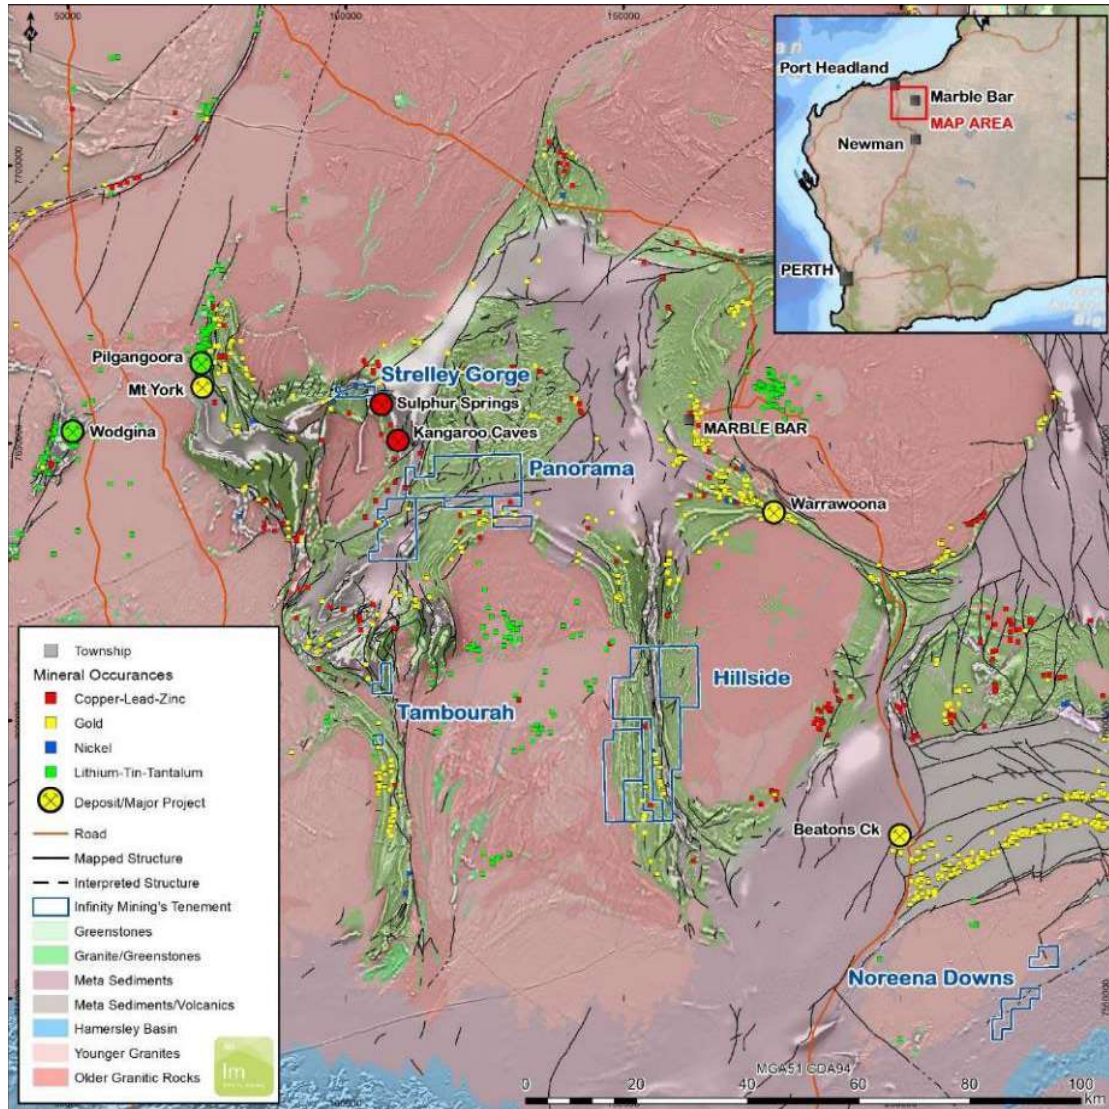 50000
100000
150000
7700000
Port Headland
Marble Bar
MAP AREA
Newman
PERTH
Pilgangoora
Mt York
Wodgina
Strelley Gorge
Sulphur Springs
Kangaroo Caves
MARBLE BAR
Panorama
Warrawoona
Hillside
Tambourah
Beatons Ck
Noreena Downs
Township
Mineral Occurances
Copper-Lead-Zinc
Gold
Nickel
Lithium-Tin-Tantalum
Deposit/Major Project
Road
Mapped Structure
Interpreted Structure
Infinity Mining's Tenement
Greenstones
Granite/Greenstones
Meta Sediments
Meta Sediments/Volcanics
Hamersley Basin
Younger Granites
Older Granitic Rocks
Im
MGA51 GDA94
0 20 40 60 80 100
km